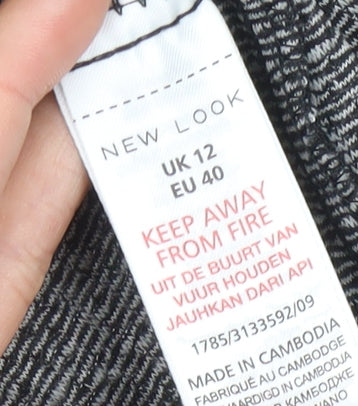 NEW LOOK
UK 12
EU 40
KEEP AWAY
FROM FIRE
UIT DE BUURT VAN
VUUR HOUDEN
JAUHKAN DARI API
1785/3133592/09
MADE IN CAMBODIA
FABRIQUÉ AU CAMBODGE